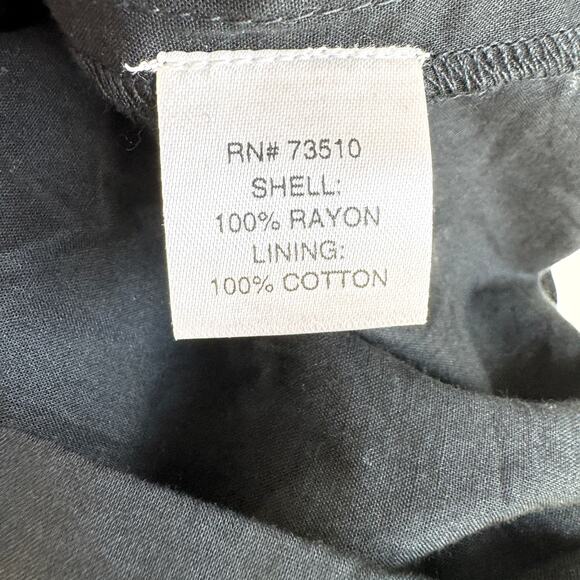 RN# 73510
SHELL:
100% RAYON
LINING:
100% COTTON